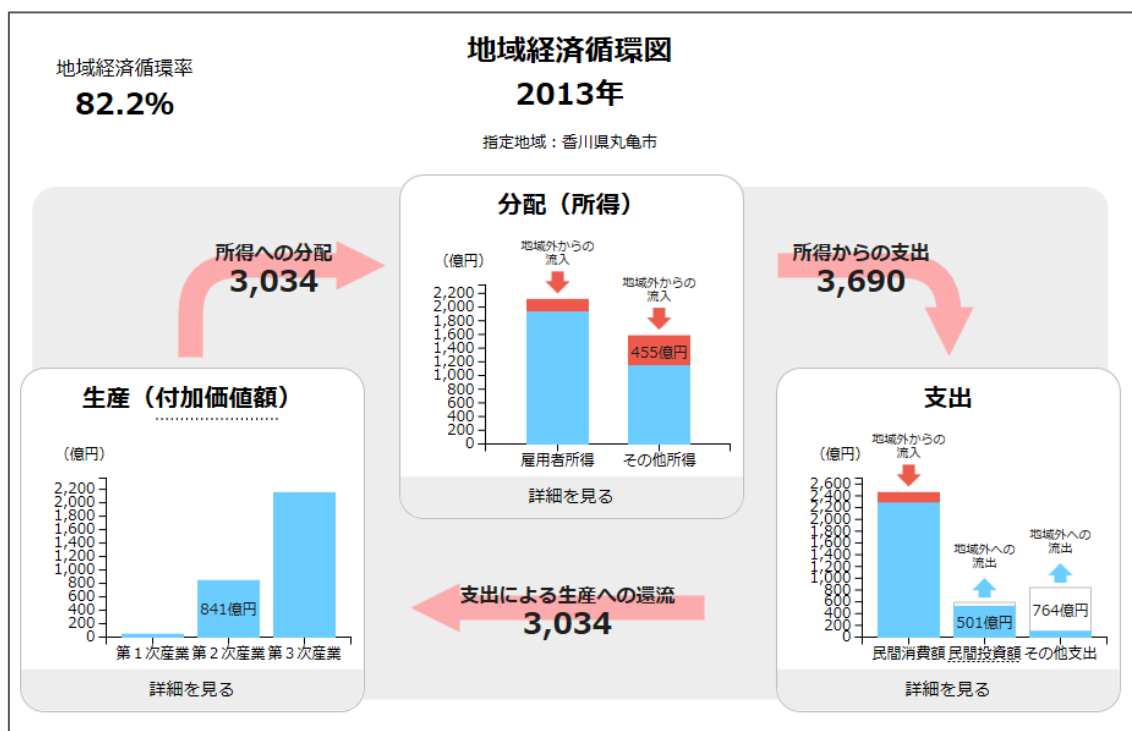 地域経済循環図
2013年
指定地域：香川県丸亀市
地域経済循環率
82.2%
所得への分配
3,034
分配（所得）
（億円）
地域外からの
流入
地域外からの
流入
2,200
2,000
1,800
1,600
1,400
1,200
1,000
800
600
400
200
0
455億円
雇用者所得
その他所得
詳細を見る
所得からの支出
3,690
生産（付加価値額）
（億円）
2,200
2,000
1,800
1,600
1,400
1,200
1,000
800
600
400
200
0
841億円
第１次産業
第２次産業
第３次産業
詳細を見る
支出による生産への還流
3,034
支出
（億円）
地域外からの
流入
2,600
2,400
2,200
2,000
1,800
1,600
1,400
1,200
1,000
800
600
400
200
0
地域外への
流出
地域外への
流出
501億円
764億円
民間消費額
民間投資額
その他支出
詳細を見る